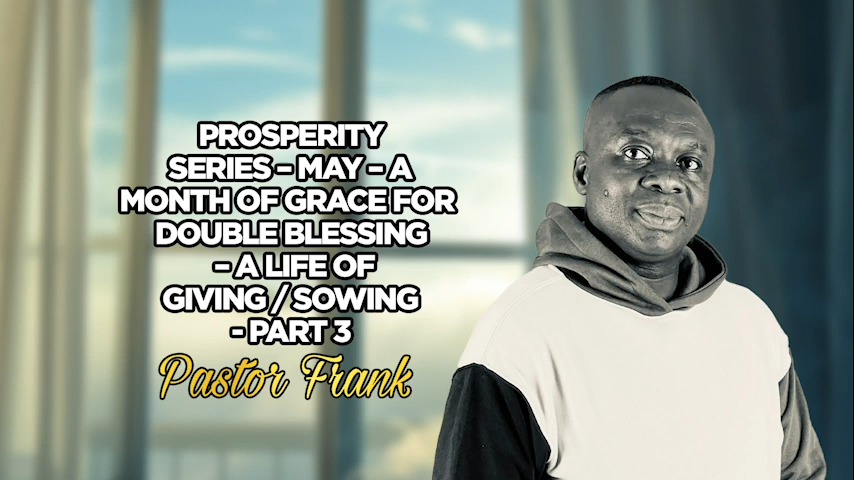 PROSPERITY
SERIES - MAY - A
MONTH OF GRACE FOR
DOUBLE BLESSING
- A LIFE OF
GIVING / SOWING
- PART 3
Pastor Frank